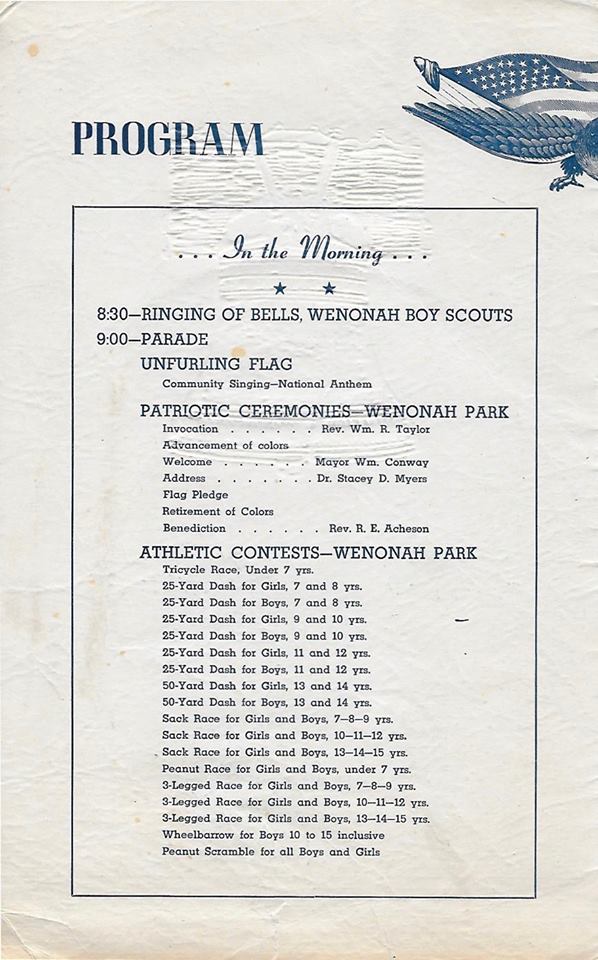 PROGRAM
. . . In the Morning . . .
8:30—RINGING OF BELLS, WENONAH BOY SCOUTS
9:00—PARADE
UNFURLING FLAG
Community Singing—National Anthem
PATRIOTIC CEREMONIES—WENONAH PARK
Invocation . . . . . . Rev. Wm. R. Taylor
Advancement of colors
Welcome . . . . . . Mayor Wm. Conway
Address . . . . . . . Dr. Stacey D. Myers
Flag Pledge
Retirement of Colors
Benediction . . . . . . Rev. R. E. Acheson
ATHLETIC CONTESTS—WENONAH PARK
Tricycle Race, Under 7 yrs.
25-Yard Dash for Girls, 7 and 8 yrs.
25-Yard Dash for Boys, 7 and 8 yrs.
25-Yard Dash for Girls, 9 and 10 yrs.
25-Yard Dash for Boys, 9 and 10 yrs.
25-Yard Dash for Girls, 11 and 12 yrs.
25-Yard Dash for Boys, 11 and 12 yrs.
50-Yard Dash for Girls, 13 and 14 yrs.
50-Yard Dash for Boys, 13 and 14 yrs.
Sack Race for Girls and Boys, 7—8—9 yrs.
Sack Race for Girls and Boys, 10—11—12 yrs.
Sack Race for Girls and Boys, 13—14—15 yrs.
Peanut Race for Girls and Boys, under 7 yrs.
3-Legged Race for Girls and Boys, 7—8—9 yrs.
3-Legged Race for Girls and Boys, 10—11—12 yrs.
3-Legged Race for Girls and Boys, 13—14—15 yrs.
Wheelbarrow for Boys 10 to 15 inclusive
Peanut Scramble for all Boys and Girls